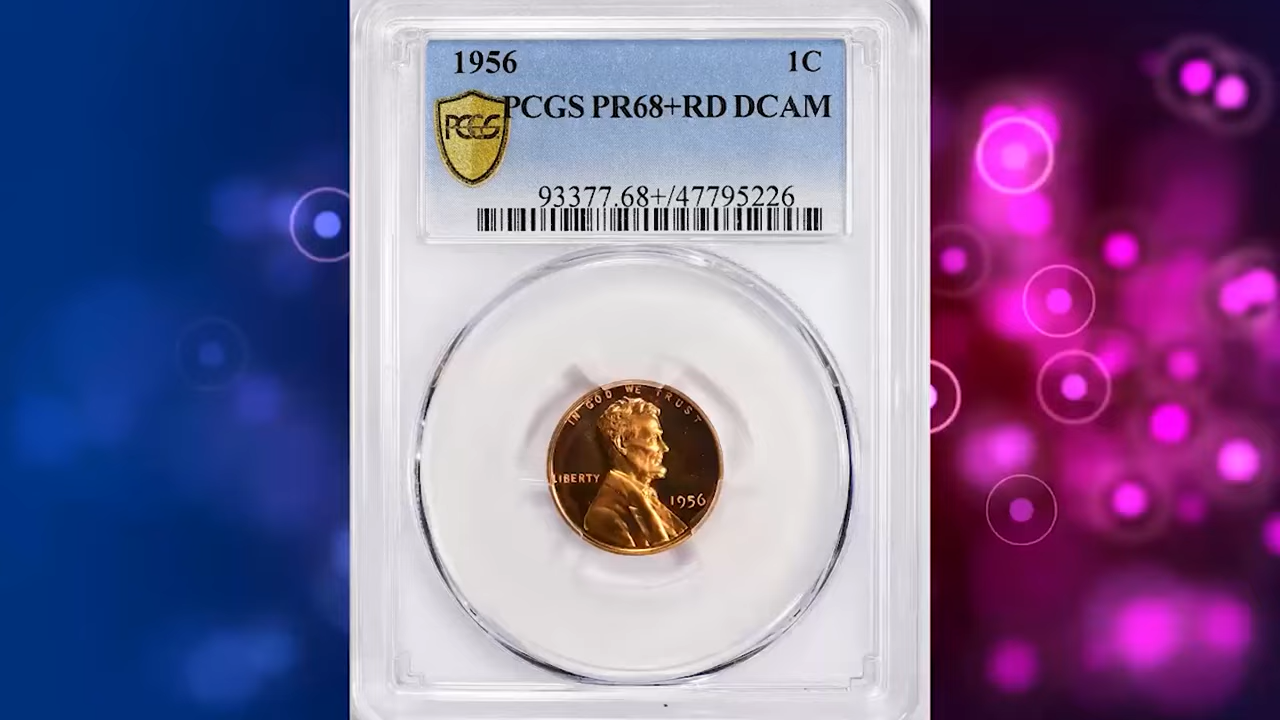 1956 1C
PCGS PR68+RD DCAM
PCGS
93377.68+/47795226
IN GOD WE TRUST
LIBERTY
1956